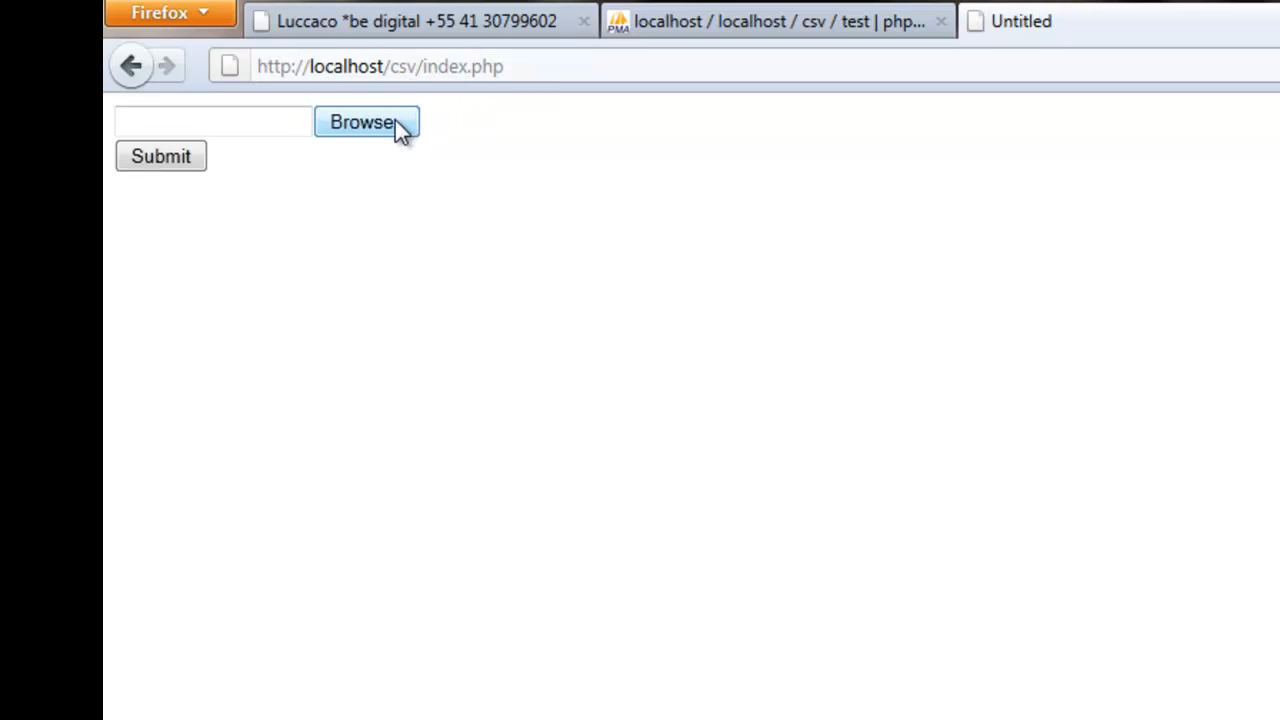 Firefox
Luccaco *be digital +55 41 30799602
PMA
localhost / localhost / csv / test | php...
Untitled
http://localhost/csv/index.php
Browse
Submit